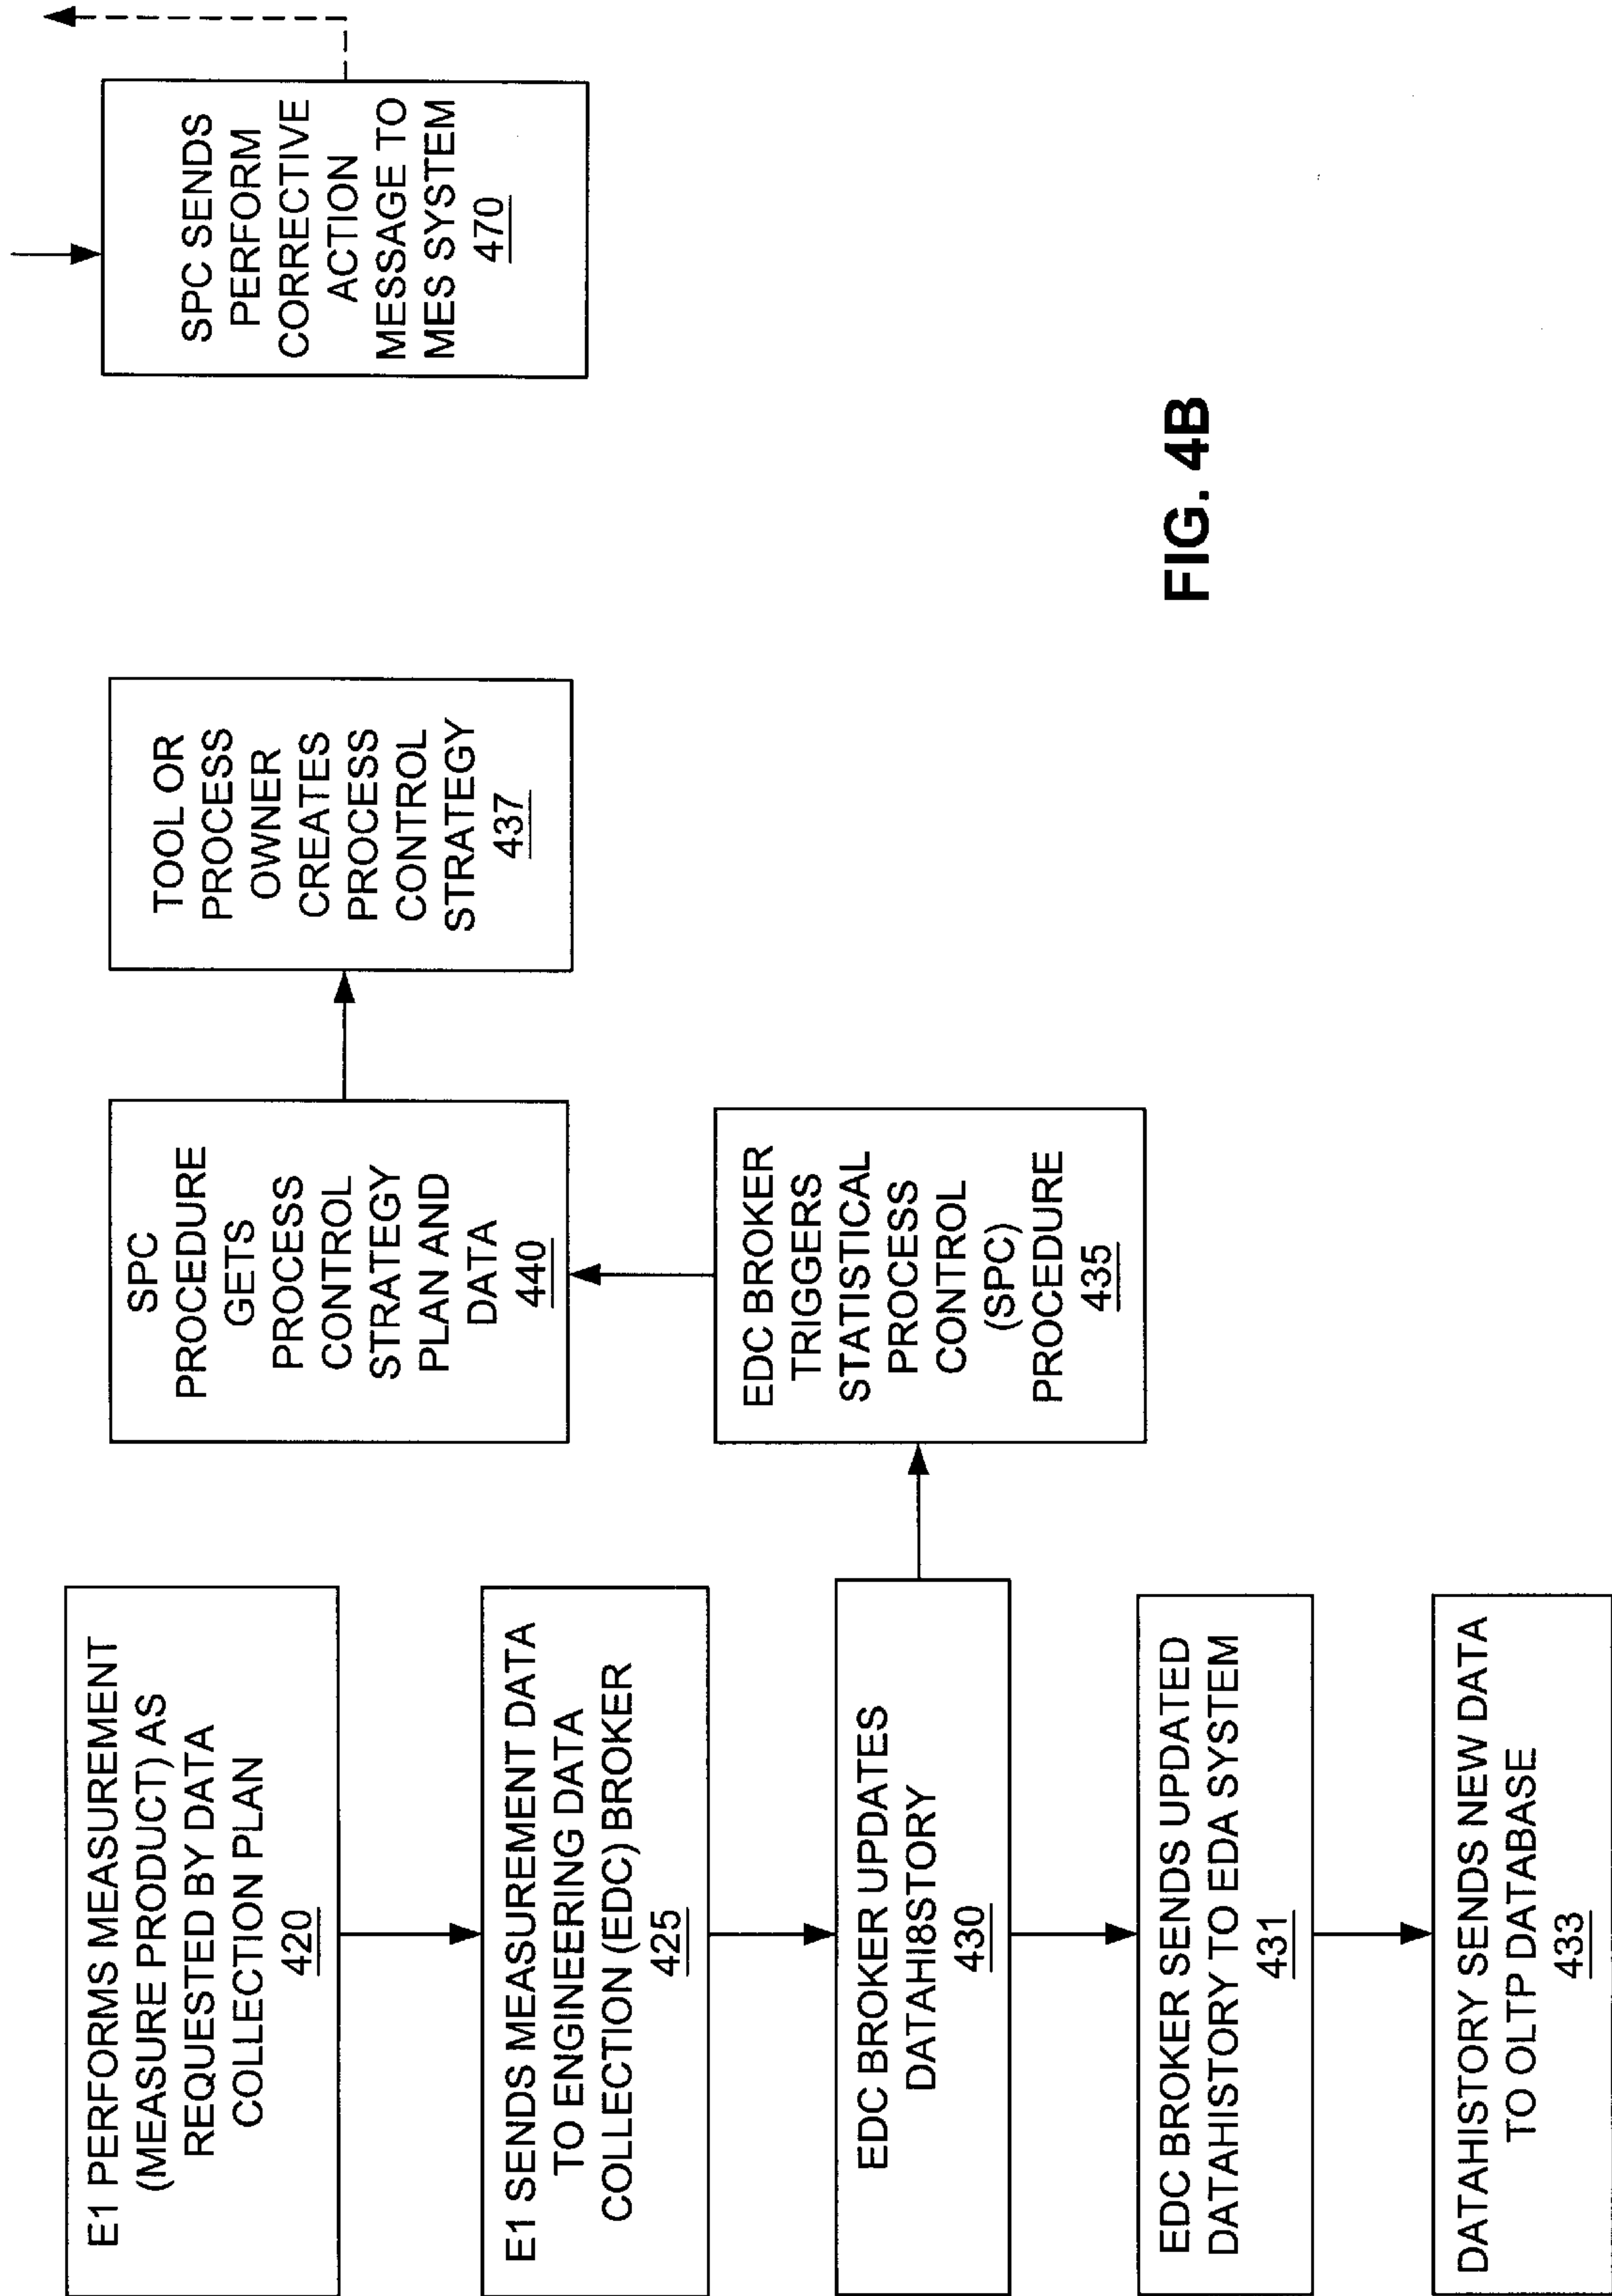 E1 PERFORMS MEASUREMENT
(MEASURE PRODUCT) AS
REQUESTED BY DATA
COLLECTION PLAN
420
E1 SENDS MEASUREMENT DATA
TO ENGINEERING DATA
COLLECTION (EDC) BROKER
425
EDC BROKER UPDATES
DATAHI8STORY
430
EDC BROKER SENDS UPDATED
DATAHISTORY TO EDA SYSTEM
431
DATAHISTORY SENDS NEW DATA
TO OLTP DATABASE
433
SPC
PROCEDURE
GETS
PROCESS
CONTROL
STRATEGY
PLAN AND
DATA
440
EDC BROKER
TRIGGERS
STATISTICAL
PROCESS
CONTROL
(SPC)
PROCEDURE
435
TOOL OR
PROCESS
OWNER
CREATES
PROCESS
CONTROL
STRATEGY
437
SPC SENDS
PERFORM
CORRECTIVE
ACTION
MESSAGE TO
MES SYSTEM
470
FIG. 4B